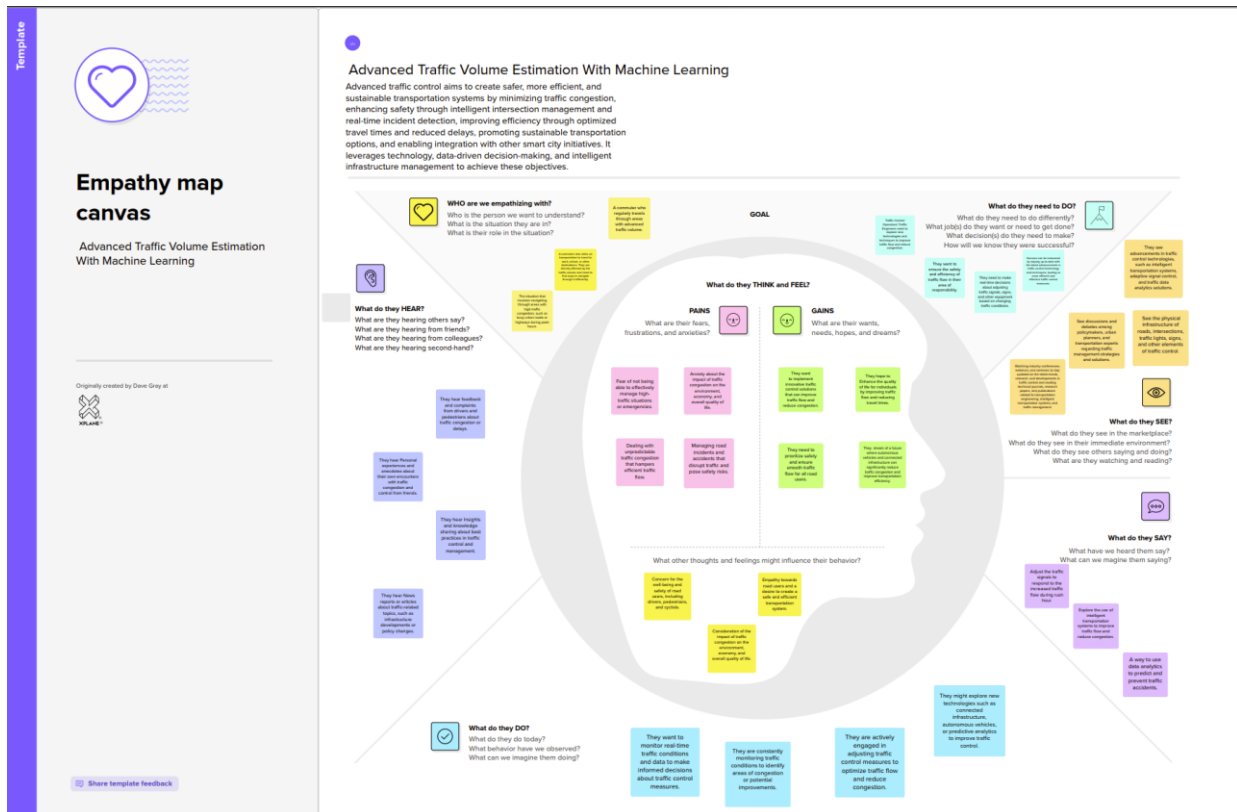 Template
Empathy map
canvas
Advanced Traffic Volume Estimation
With Machine Learning
Originally created by Dave Gray at
XPLANE
Share template feedback
Advanced Traffic Volume Estimation With Machine Learning
Advanced traffic control aims to create safer, more efficient, and
sustainable transportation systems by minimizing traffic congestion,
enhancing safety through intelligent intersection management and
real-time incident detection, improving efficiency through optimized
travel times and reduced delays, promoting sustainable transportation
options, and enabling integration with other smart city initiatives. It
leverages technology, data-driven decision-making, and intelligent
infrastructure management to achieve these objectives.
WHO are we empathizing with?
Who is the person we want to understand?
What is the situation they are in?
What is their role in the situation?
A commuter who
regularly travels
through areas
with advanced
traffic volume.
GOAL
What do they need to DO?
What do they need to do differently?
What job(s) do they want or need to get done?
What decision(s) do they need to make?
How will we know they were successful?
They want to
ensure the safety
and efficiency of
traffic flow in their
area of
responsibility.
They need to make
real-time decisions
about adjusting
traffic signals, signs,
and other equipment
based on changing
traffic conditions.
They see
advancements in traffic
control technologies,
such as intelligent
transportation systems,
adaptive signal control,
and traffic data
analytics solutions.
See discussions and
debates among
policymakers, urban
planners, and
transportation experts
regarding traffic
management strategies
and solutions.
See the physical
infrastructure of
roads, intersections,
traffic lights, signs,
and other elements
of traffic control.
What do they SEE?
What do they see in the marketplace?
What do they see in their immediate environment?
What do they see others saying and doing?
What are they watching and reading?
What do they HEAR?
What are they hearing others say?
What are they hearing from friends?
What are they hearing from colleagues?
What are they hearing second-hand?
They hear feedback
and complaints
from drivers and
pedestrians about
traffic congestion or
delays
They hear Personal
experiences and
anecdotes about
their own encounters
with traffic
congestion and
control from friends
They hear Insights
and knowledge
sharing about best
practices in traffic
control and
management.
They hear News
reports or articles
about traffic-related
topics, such as
infrastructure
developments or
policy changes.
What do they THINK and FEEL?
PAINS
What are their fears,
frustrations, and anxieties?
GAINS
What are their wants,
needs, hopes, and dreams?
Fear of not being
able to effectively
manage high-
traffic situations
or emergencies.
Anxiety about the
impact of traffic
congestion on the
environment,
economy, and
overall quality of
life.
Dealing with
unpredictable
traffic congestion
that hampers
efficient traffic
flow.
Managing road
incidents and
accidents that
disrupt traffic and
pose safety risks.
They want
to implement
innovative traffic
control solutions
that can improve
traffic flow and
reduce congestion.
They hope to
Enhance the quality
of life for individuals
by improving traffic
flow and reducing
travel times.
They need to
prioritize safety
and ensure
smooth traffic
flow for all road
users.
They dream of a future
where autonomous
vehicles and connected
infrastructure can
significantly reduce
traffic congestion and
improve transportation
efficiency.
What other thoughts and feelings might influence their behavior?
Concern for the
well-being and
safety of road
users, including
drivers, pedestrians,
and cyclists.
Empathy towards
road users and a
desire to create a
safe and efficient
transportation
system.
Consideration of the
impact of traffic
congestion on the
environment,
economy, and
overall quality of life.
What do they SAY?
What have we heard them say?
What can we magine them saying?
Adjust the traffic
signals to
respond to the
increased traffic
flow during rush
hour.
Explore the use of
intelligent
transportation
systems to improve
traffic flow and
reduce congestion.
A way to use
data analytics
to predict and
prevent traffic
accidents.
What do they DO?
What do they do today?
What behavior have we observed?
What can we imagine them doing?
They want to
monitor real-time
traffic conditions
and data to make
informed decisions
about traffic control
measures.
They are constantly
monitoring traffic
conditions to identify
areas of congestion
or potential
improvements.
They are actively
engaged in
adjusting traffic
control measures to
optimize traffic flow
and reduce
congestion.
They might explore new
technologies such as
connected
infrastructure,
autonomous vehicles,
or predictive analytics
to improve traffic
control.